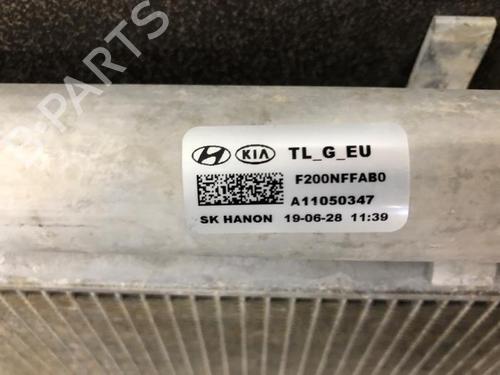 B-PARTS
KIA TL_G_EU
F200NFFAB0
A11050347
SK HANON 19-06-28 11:39